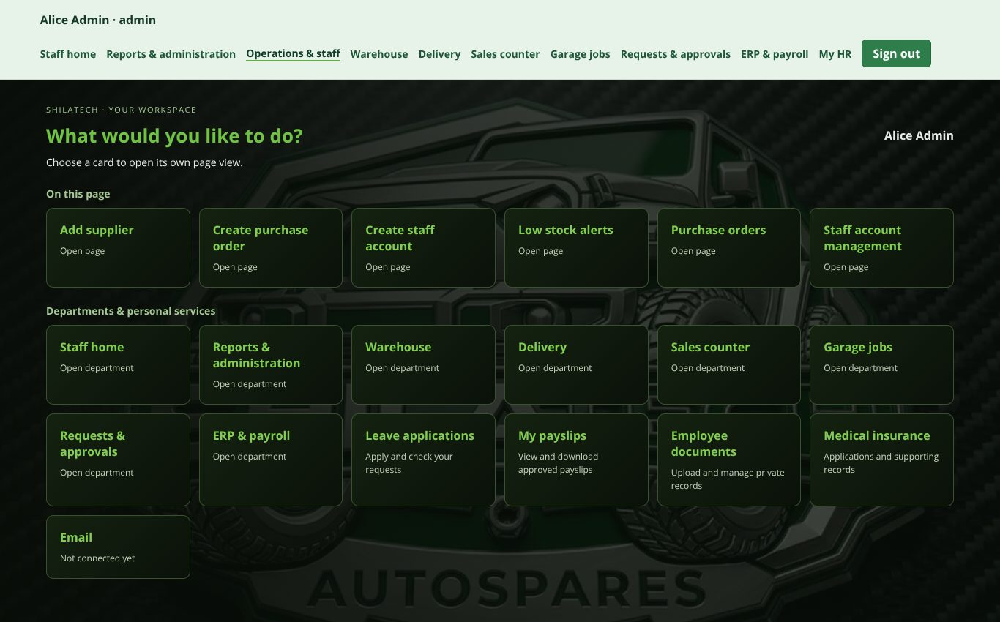 Alice Admin · admin
Staff home Reports & administration Operations & staff Warehouse Delivery Sales counter Garage jobs Requests & approvals ERP & payroll My HR Sign out
SHILATECH · YOUR WORKSPACE
What would you like to do?
Alice Admin
Choose a card to open its own page view.
On this page
Add supplier
Open page
Create purchase
order
Open page
Create staff
account
Open page
Low stock alerts
Open page
Purchase orders
Open page
Staff account
management
Open page
Departments & personal services
Staff home
Open department
Reports &
administration
Open department
Warehouse
Open department
Delivery
Open department
Sales counter
Open department
Garage jobs
Open department
Requests &
approvals
Open department
ERP & payroll
Open department
Leave applications
Apply and check your
requests
My payslips
View and download
approved payslips
Employee
documents
Upload and manage private
records
Medical insurance
Applications and supporting
records
Email
Not connected yet
AUTOSPARES